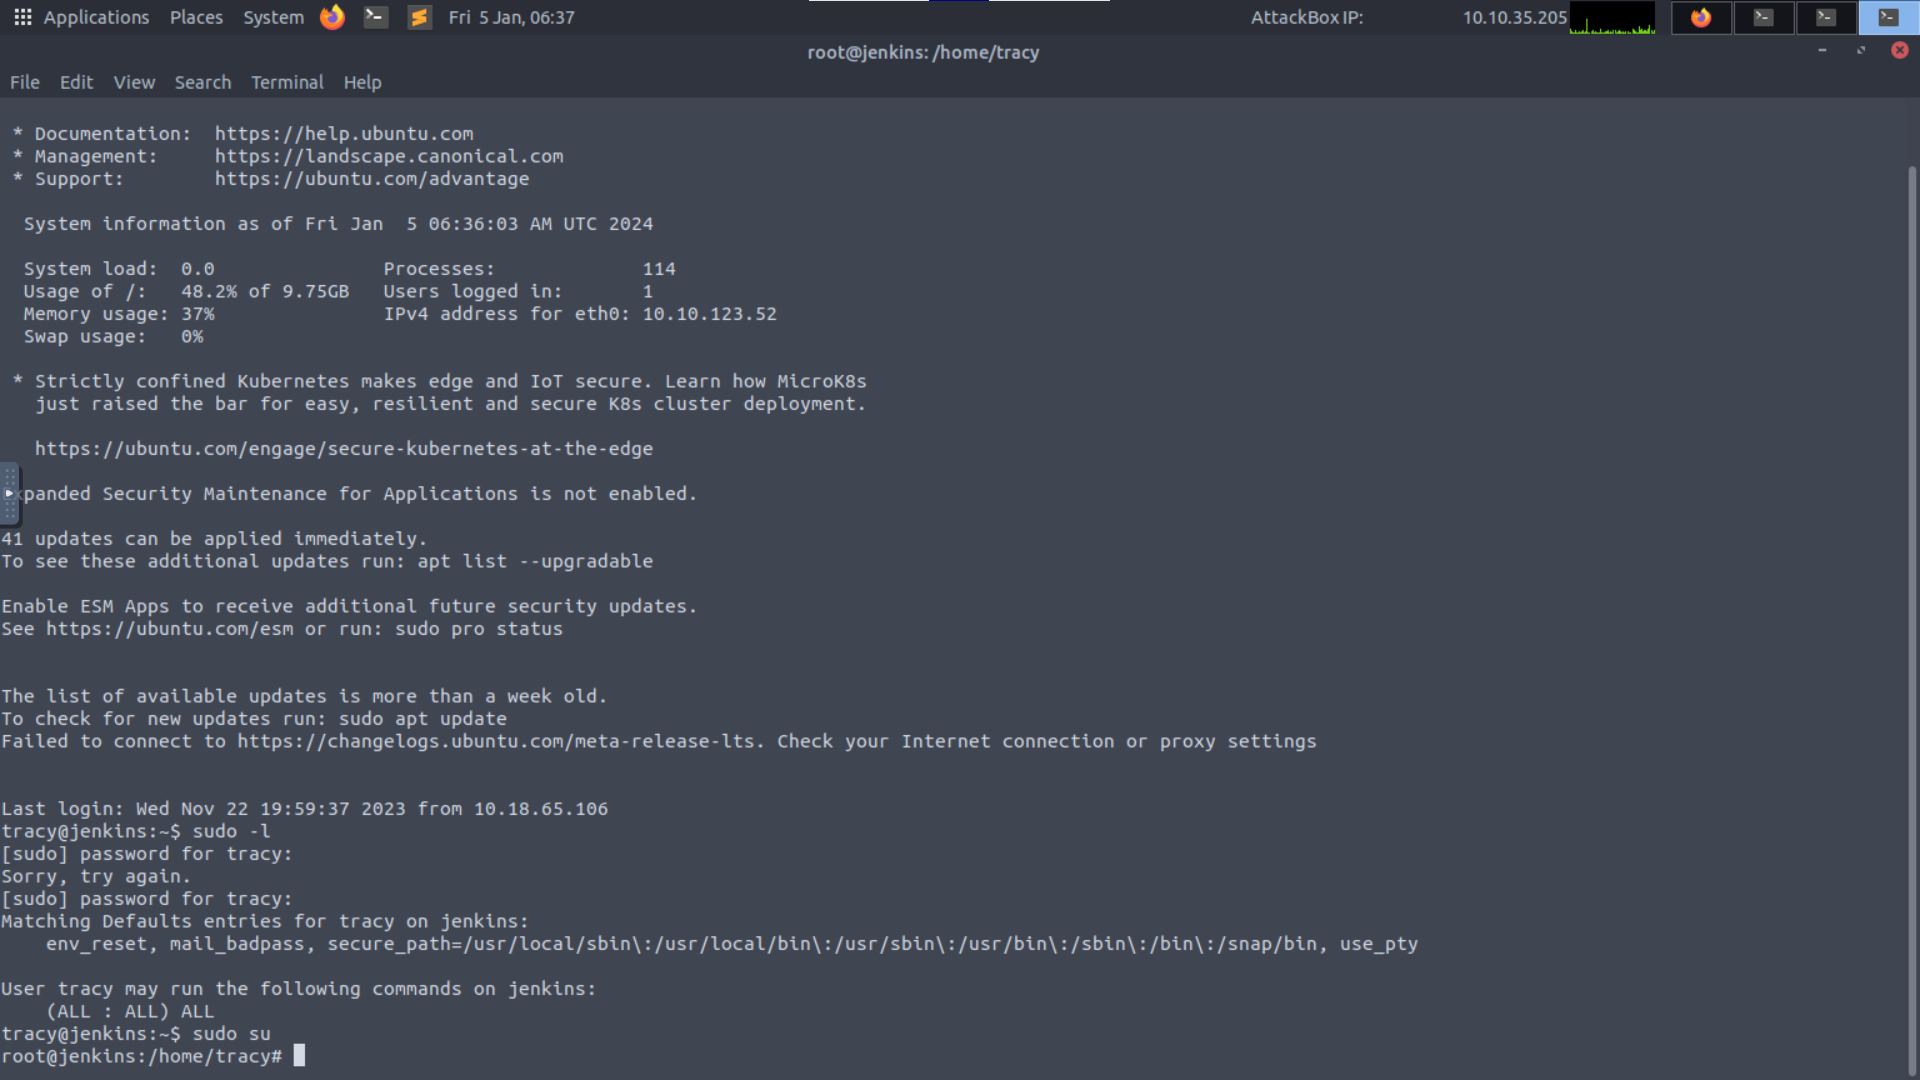 Applications Places System Fri 5 Jan, 06:37 AttackBox IP: 10.10.35.205
root@jenkins: /home/tracy
File Edit View Search Terminal Help
* Documentation: https://help.ubuntu.com
* Management: https://landscape.canonical.com
* Support: https://ubuntu.com/advantage
System information as of Fri Jan 5 06:36:03 AM UTC 2024
System load: 0.0 Processes: 114
Usage of /: 48.2% of 9.75GB Users logged in: 1
Memory usage: 37% IPv4 address for eth0: 10.10.123.52
Swap usage: 0%
* Strictly confined Kubernetes makes edge and IoT secure. Learn how MicroK8s
just raised the bar for easy, resilient and secure K8s cluster deployment.
https://ubuntu.com/engage/secure-kubernetes-at-the-edge
xpanded Security Maintenance for Applications is not enabled.
41 updates can be applied immediately.
To see these additional updates run: apt list --upgradable
Enable ESM Apps to receive additional future security updates.
See https://ubuntu.com/esm or run: sudo pro status
The list of available updates is more than a week old.
To check for new updates run: sudo apt update
Failed to connect to https://changelogs.ubuntu.com/meta-release-lts. Check your Internet connection or proxy settings
Last login: Wed Nov 22 19:59:37 2023 from 10.18.65.106
tracy@jenkins:~$ sudo -l
[sudo] password for tracy:
Sorry, try again.
[sudo] password for tracy:
Matching Defaults entries for tracy on jenkins:
env_reset, mail_badpass, secure_path=/usr/local/sbin\:/usr/local/bin\:/usr/sbin\:/usr/bin\:/sbin\:/bin\:/snap/bin, use_pty
User tracy may run the following commands on jenkins:
(ALL : ALL) ALL
tracy@jenkins:~$ sudo su
root@jenkins:/home/tracy#